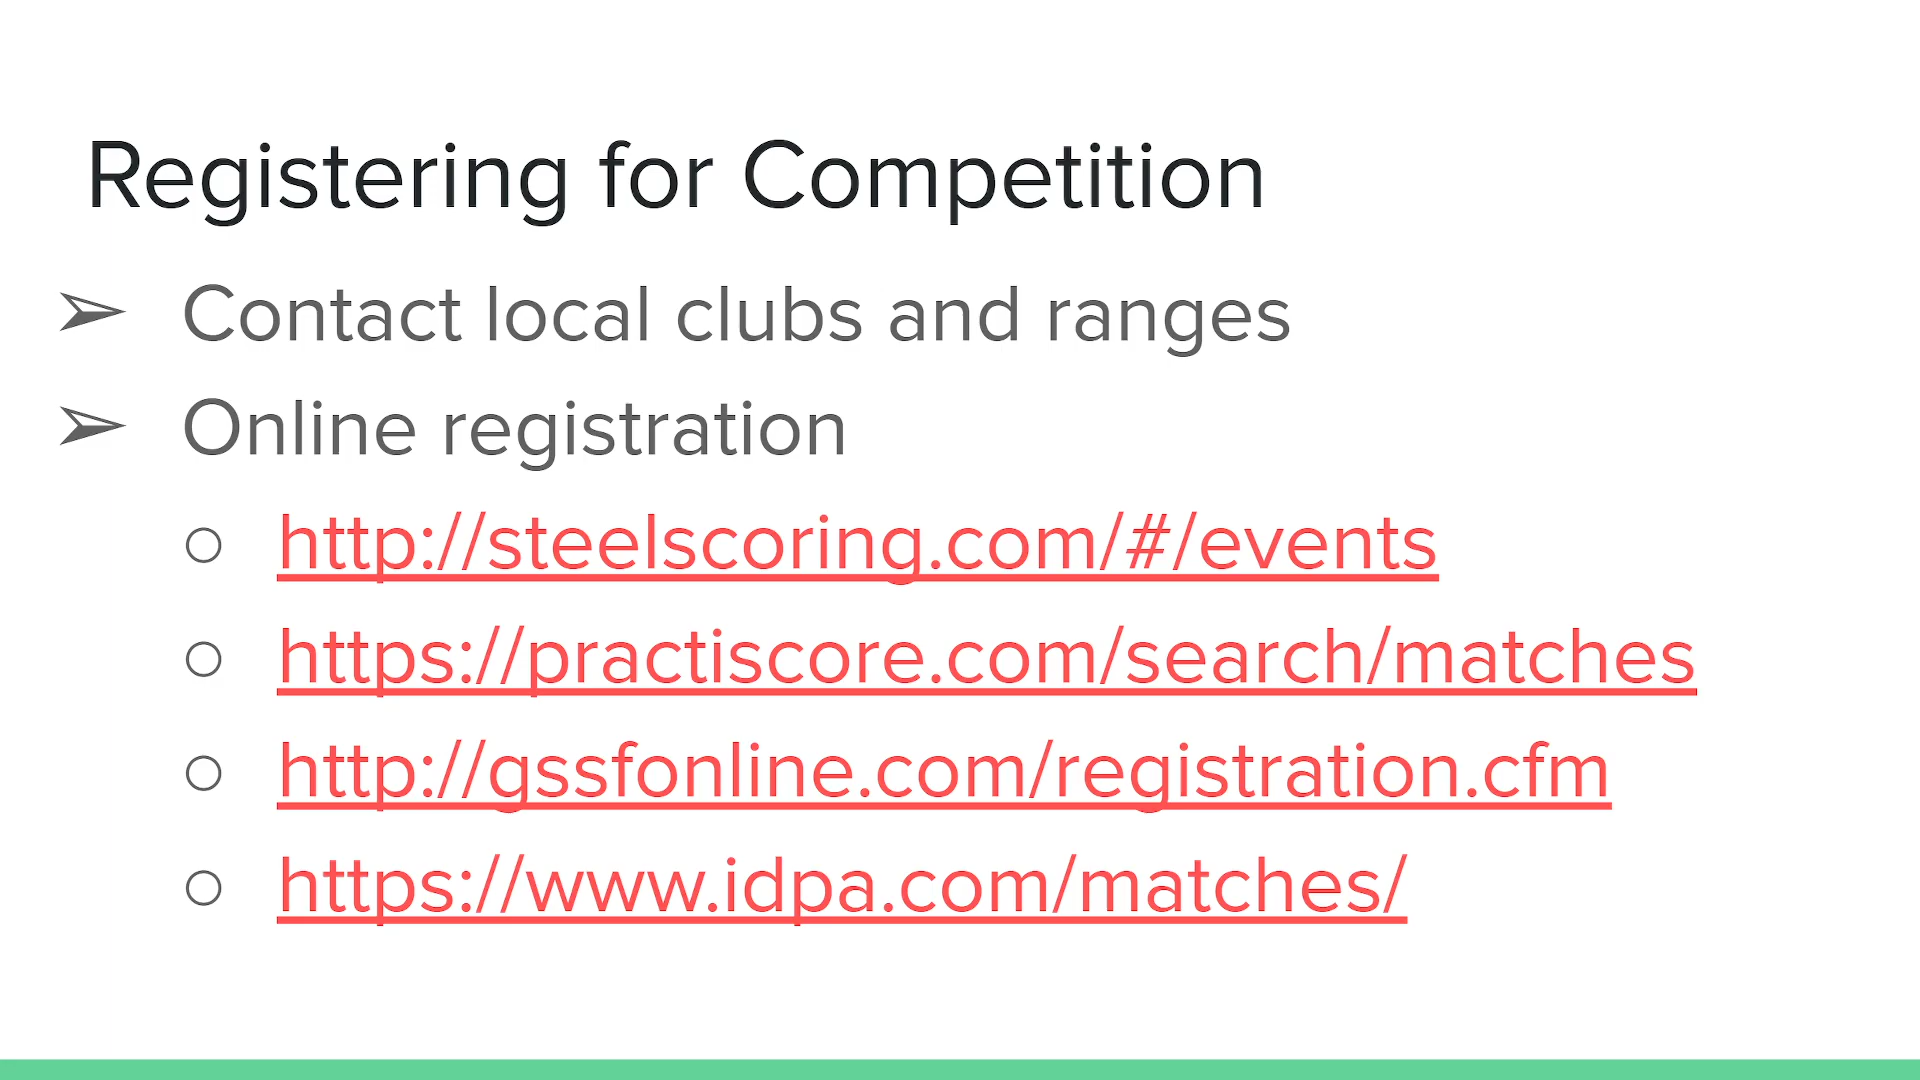 Registering for Competition
➢ Contact local clubs and ranges
➢ Online registration
○ http://steelscoring.com/#/events
○ https://practiscore.com/search/matches
○ http://gssfonline.com/registration.cfm
○ https://www.idpa.com/matches/